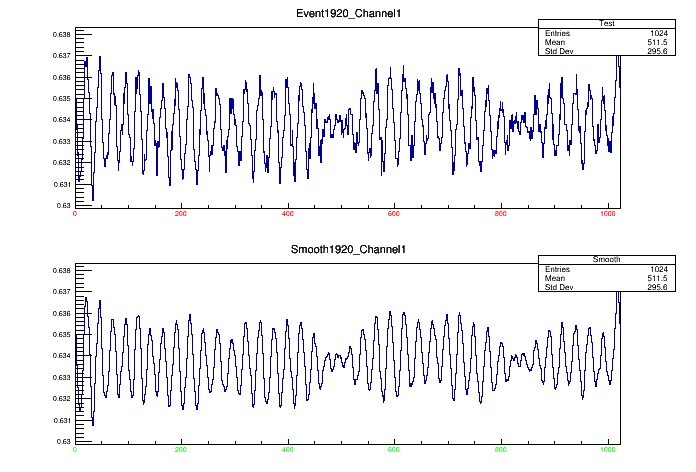 Event1920_Channel1
Test
Entries 1024
Mean 511.5
Std Dev 295.6
0.638
0.637
0.636
0.635
0.634
0.633
0.632
0.631
0.63
0 200 400 600 800 1000
Smooth1920_Channel1
Smooth
Entries 1024
Mean 511.5
Std Dev 295.6
0.638
0.637
0.636
0.635
0.634
0.633
0.632
0.631
0.63
0 200 400 600 800 1000